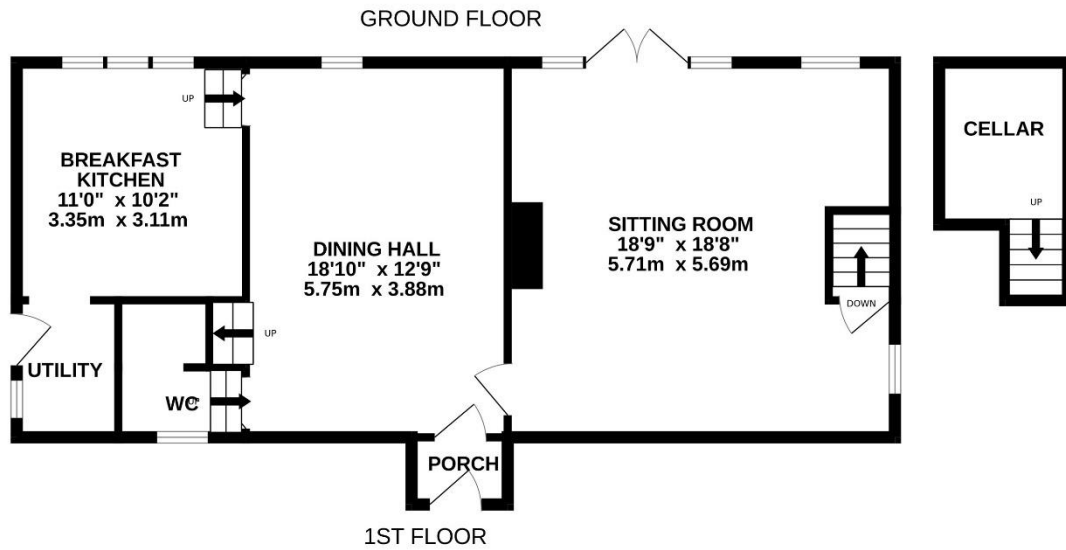 GROUND FLOOR
UP
BREAKFAST
KITCHEN
11'0" x 10'2"
3.35m x 3.11m
DINING HALL
18'10" x 12'9"
5.75m x 3.88m
SITTING ROOM
18'9" x 18'8"
5.71m x 5.69m
CELLAR
UP
DOWN
UP
UTILITY
WC
UP
PORCH
1ST FLOOR